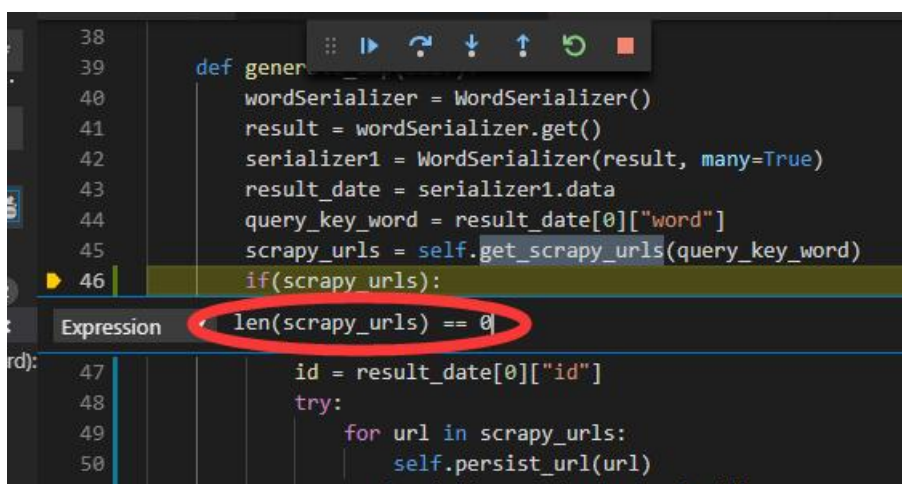 38
39 def gener
40 wordSerializer = WordSerializer()
41 result = wordSerializer.get()
42 serializer1 = WordSerializer(result, many=True)
43 result_date = serializer1.data
44 query_key_word = result_date[0]["word"]
45 scrapy_urls = self.get_scrapy_urls(query_key_word)
46 if(scrapy_urls):
Expression len(scrapy_urls) == 0
rd):
47 id = result_date[0]["id"]
48 try:
49 for url in scrapy_urls:
50 self.persist_url(url)